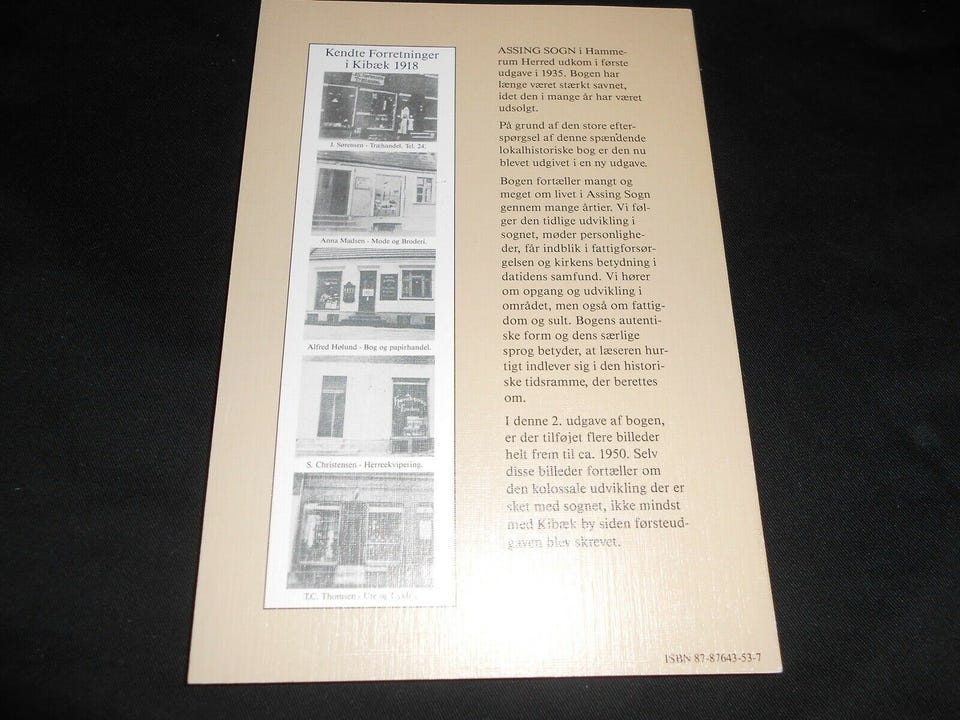 Kendte Forretninger
i Kibæk 1918
J. Sørensen - Træhandel. Tel. 24.
Anna Madsen - Mode og Broderi.
Alfred Hølund - Bog og papirhandel.
S. Christensen - Herreekvipering.
T.C. Thomsen - Ure og
ASSING SOGN i Hamme-
rum Herred udkom i første
udgave i 1935. Bogen har
længe været stærkt savnet,
idet den i mange år har været
udsolgt.
På grund af den store efter-
spørgsel af denne spændende
lokalhistoriske bog er den nu
blevet udgivet i en ny udgave.
Bogen fortæller mangt og
meget om livet i Assing Sogn
gennem mange årtier. Vi føl-
ger den tidlige udvikling i
sognet, møder personlighe-
der, får indblik i fattigforsør-
gelsen og kirkens betydning i
datidens samfund. Vi hører
om opgang og udvikling i
området, men også om fattig-
dom og sult. Bogens autenti-
ske form og dens særlige
sprog betyder, at læseren hur-
tigt indlever sig i den histori-
ske tidsramme, der berettes
om.
I denne 2. udgave af bogen,
er der tilføjet flere billeder
helt frem til ca. 1950. Selv
disse billeder fortæller om
den kolossale udvikling der er
sket med sognet, ikke mindst
med Kibæk by siden førsteud-
gaven blev skrevet.
ISBN 87-87643-53-7